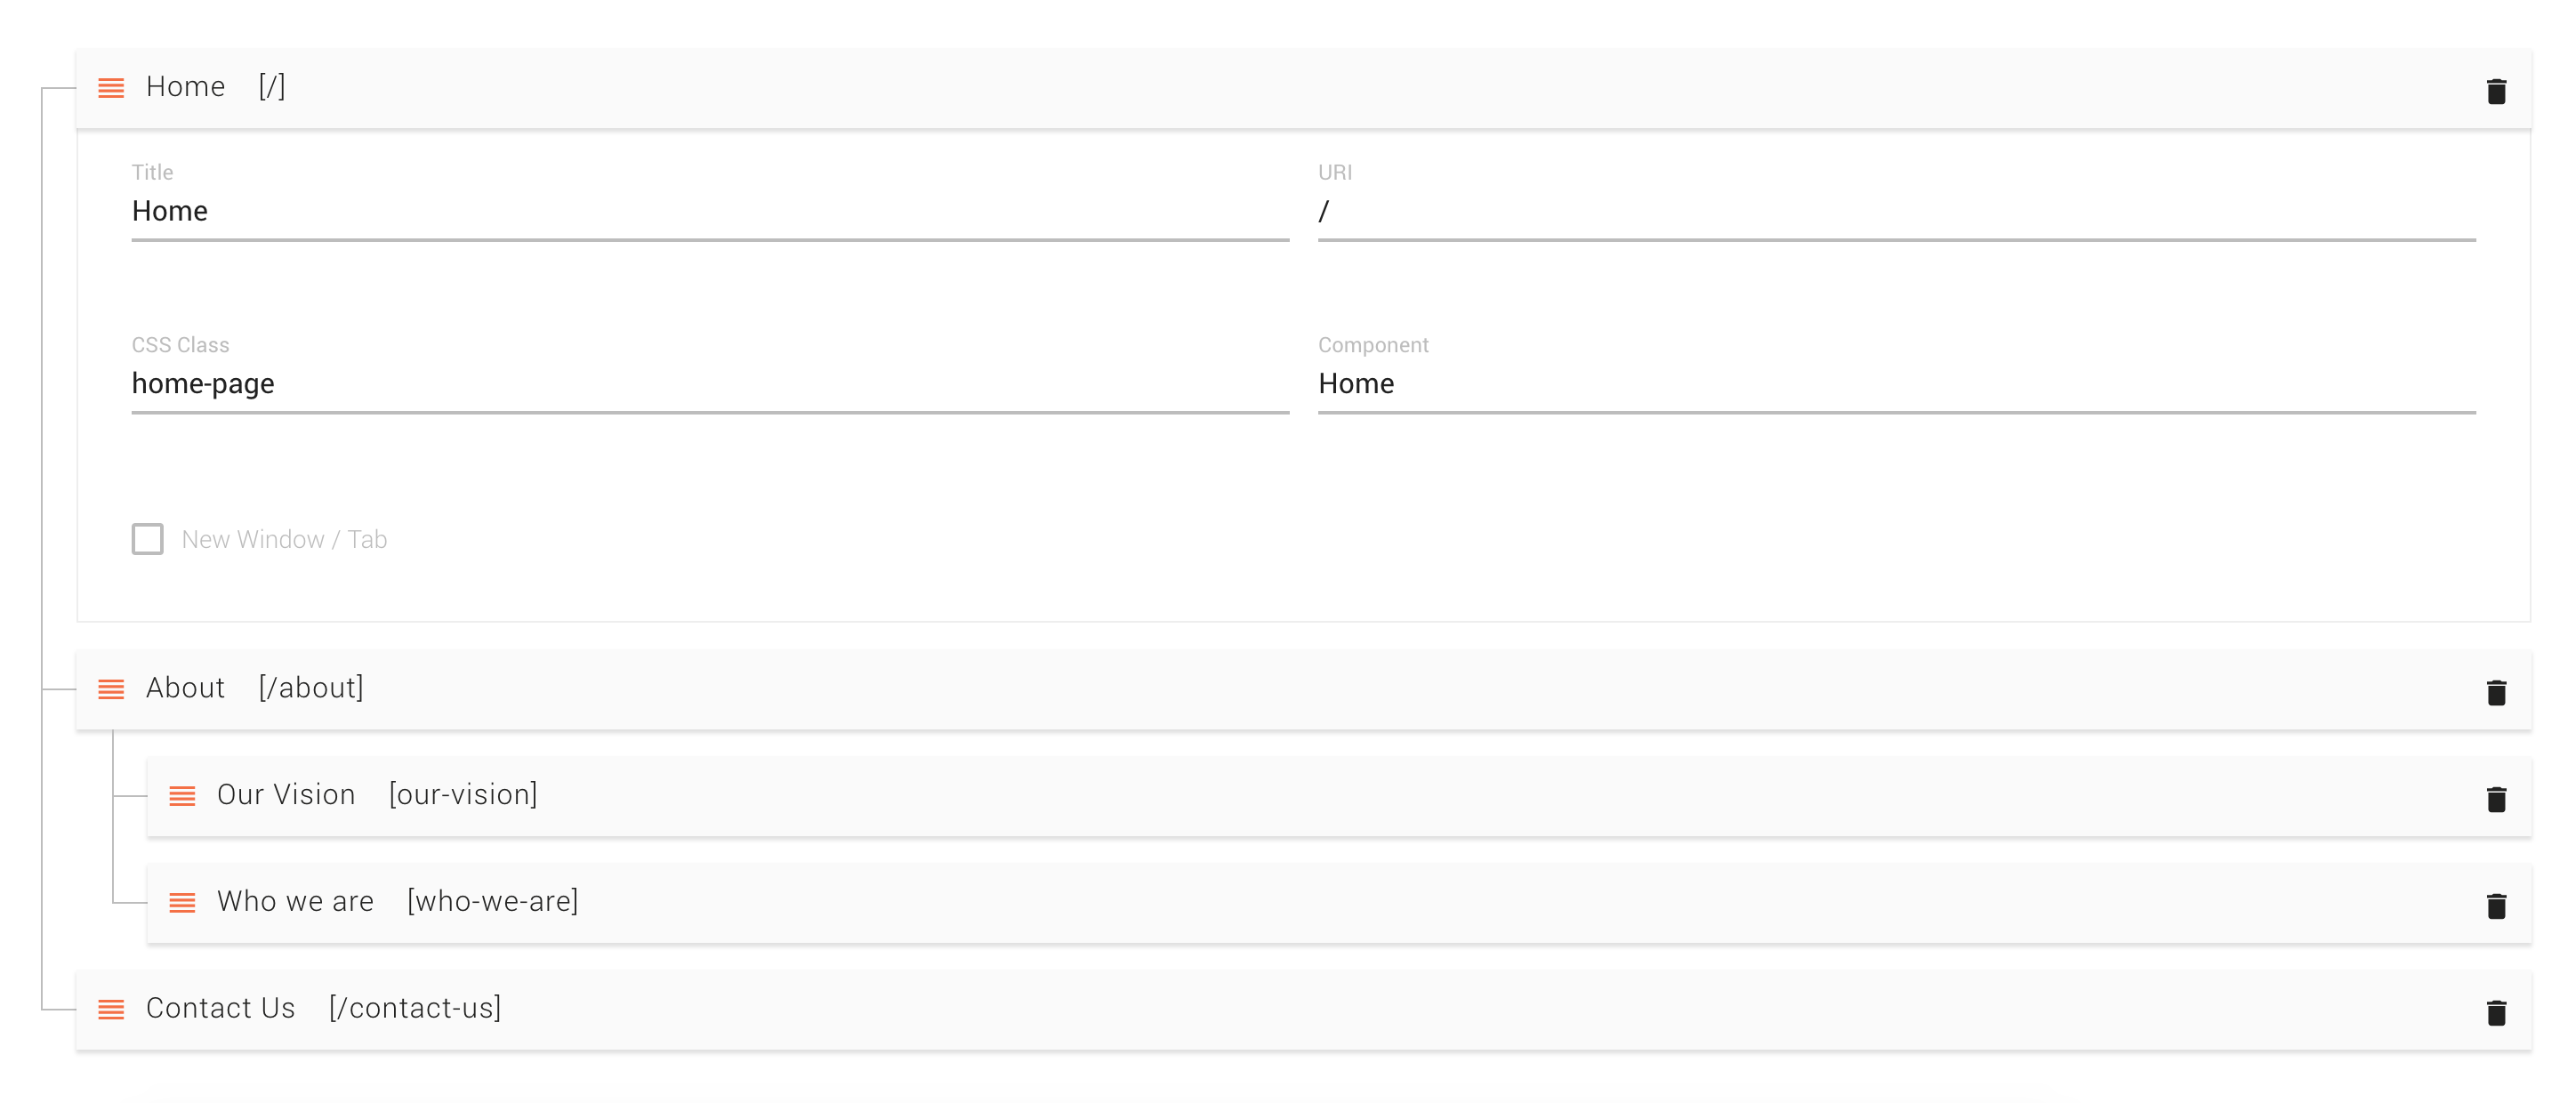 Home [/]
Title
Home
URI
/
CSS Class
home-page
Component
Home
New Window / Tab
About [/about]
Our Vision [our-vision]
Who we are [who-we-are]
Contact Us [/contact-us]